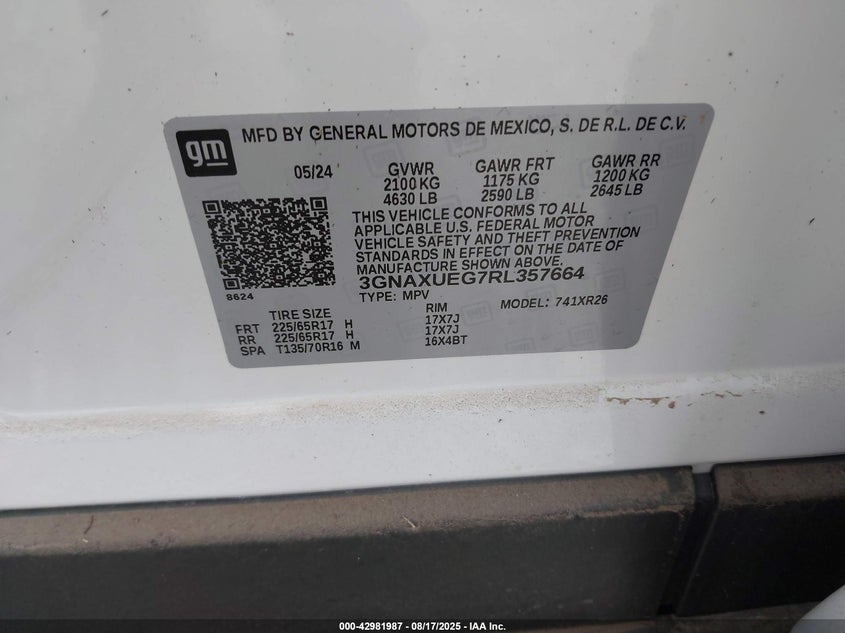 gm
MFD BY GENERAL MOTORS DE MEXICO, S. DE R.L. DE C.V.
05/24 GVWR GAWR FRT GAWR RR
2100 KG 1175 KG 1200 KG
4630 LB 2590 LB 2645 LB
THIS VEHICLE CONFORMS TO ALL
APPLICABLE U.S. FEDERAL MOTOR
VEHICLE SAFETY AND THEFT PREVENTION
STANDARDS IN EFFECT ON THE DATE OF
MANUFACTURE SHOWN ABOVE.
8624
3GNAXUEG7RL357664
TYPE: MPV MODEL: 741XR26
TIRE SIZE RIM
FRT 225/65R17 H 17X7J
RR 225/65R17 H 17X7J
SPA T135/70R16 M 16X4BT
000-42981987 - 08/17/2025 - IAA Inc.